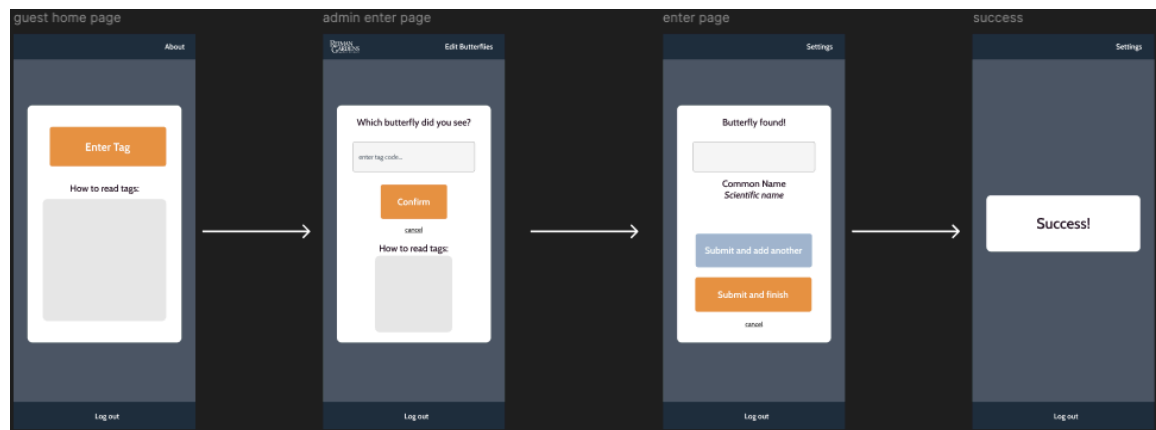 guest home page
About
Enter Tag
How to read tags:
Log out
admin enter page
REIMAN
GARDENS
Edit Butterflies
Which butterfly did you see?
enter tag code...
Confirm
cancel
How to read tags:
Log out
enter page
Settings
Butterfly found!
Common Name
Scientific name
Submit and add another
Submit and finish
cancel
Log out
success
Settings
Success!
Log out